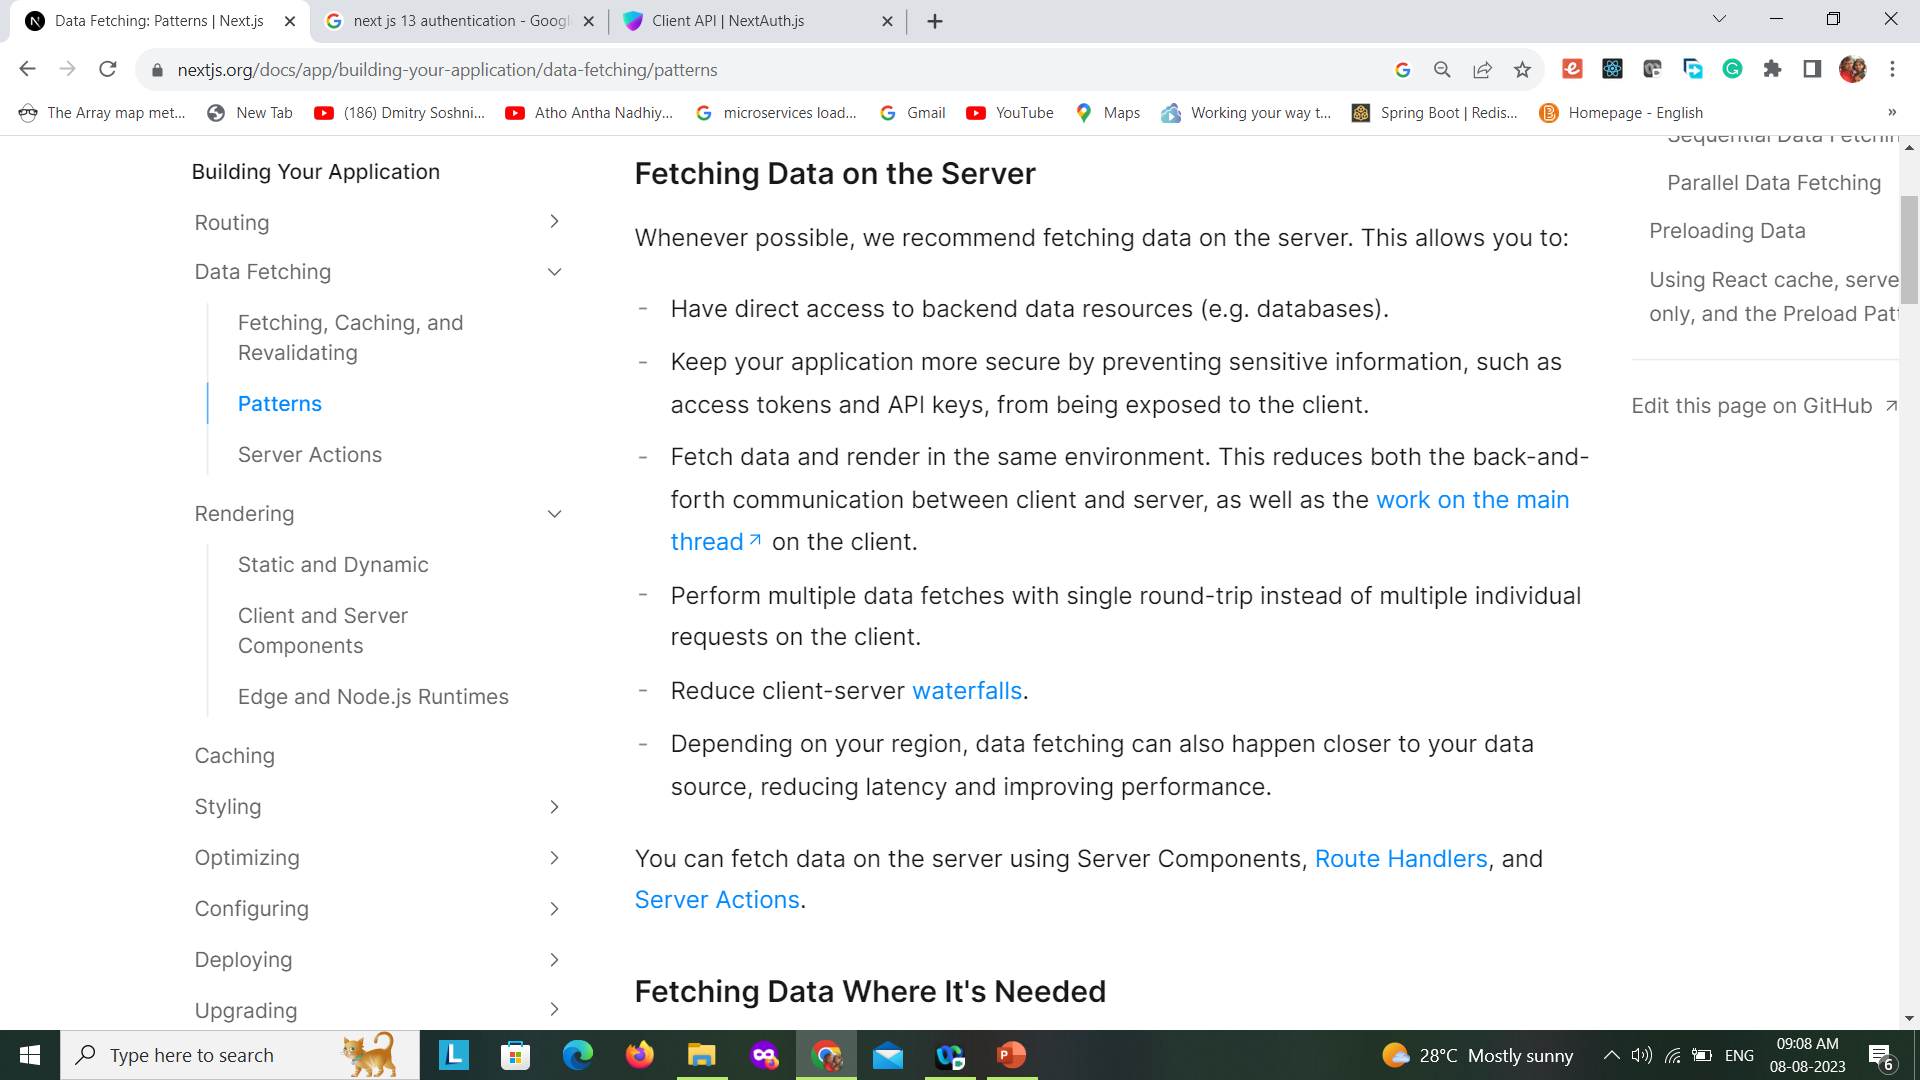 Data Fetching: Patterns | Next.js
next js 13 authentication - Googl
Client API | NextAuth.js
nextjs.org/docs/app/building-your-application/data-fetching/patterns
The Array map met...
New Tab
(186) Dmitry Soshni...
Atho Antha Nadhiy...
microservices load...
Gmail
YouTube
Maps
Working your way t...
Spring Boot | Redis...
Homepage - English
»
Building Your Application
Routing
Data Fetching
Fetching, Caching, and
Revalidating
Patterns
Server Actions
Rendering
Static and Dynamic
Client and Server
Components
Edge and Node.js Runtimes
Caching
Styling
Optimizing
Configuring
Deploying
Upgrading
Fetching Data on the Server
Whenever possible, we recommend fetching data on the server. This allows you to:
- Have direct access to backend data resources (e.g. databases).
- Keep your application more secure by preventing sensitive information, such as
access tokens and API keys, from being exposed to the client.
- Fetch data and render in the same environment. This reduces both the back-and-
forth communication between client and server, as well as the work on the main
thread on the client.
- Perform multiple data fetches with single round-trip instead of multiple individual
requests on the client.
- Reduce client-server waterfalls.
- Depending on your region, data fetching can also happen closer to your data
source, reducing latency and improving performance.
You can fetch data on the server using Server Components, Route Handlers, and
Server Actions.
Fetching Data Where It's Needed
Sequential Data Fetchin
Parallel Data Fetching
Preloading Data
Using React cache, serve
only, and the Preload Pat
Edit this page on GitHub
Type here to search
28°C Mostly sunny
ENG
09:08 AM
08-08-2023
6